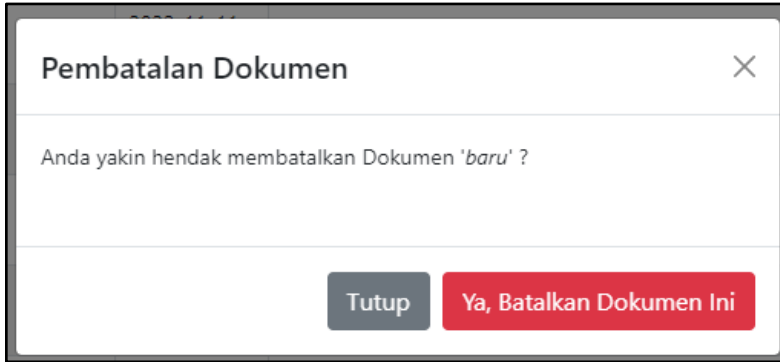 Pembatalan Dokumen
Anda yakin hendak membatalkan Dokumen 'baru' ?
Tutup
Ya, Batalkan Dokumen Ini